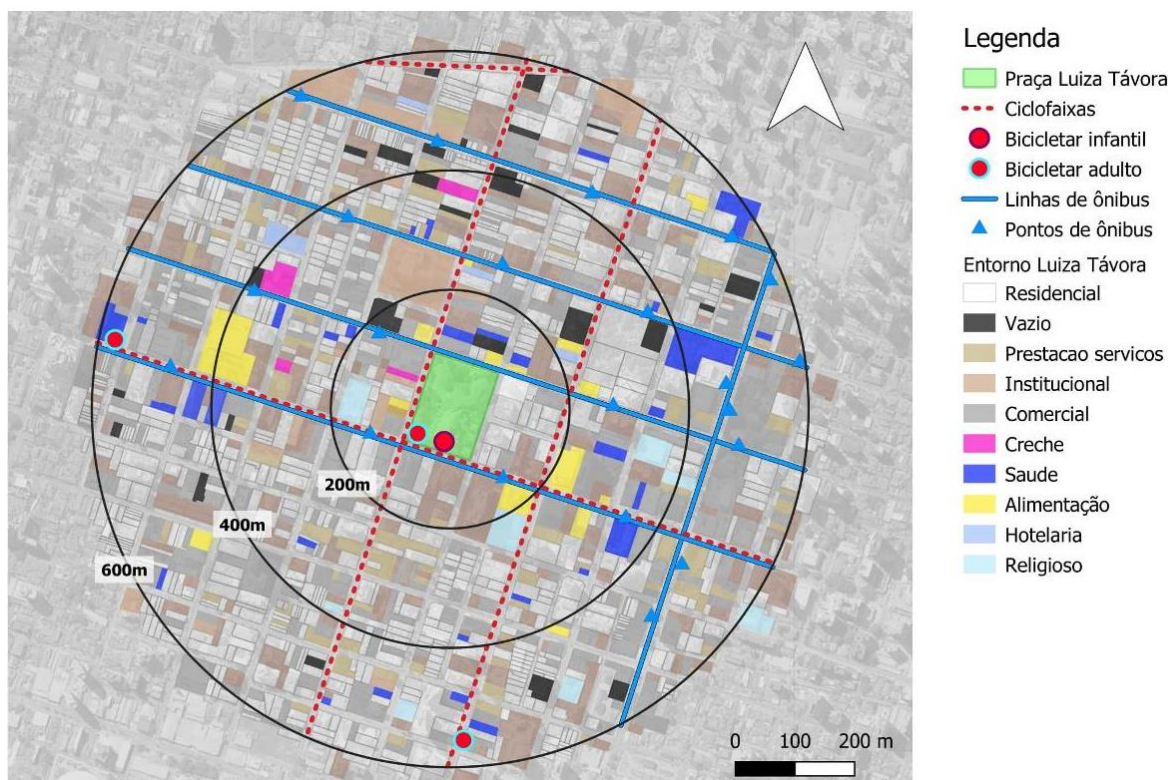 200m
400m
600m
0 100 200 m
Legenda
Praça Luiza Távora
Ciclofaixas
Bicicletar infantil
Bicicletar adulto
Linhas de ônibus
Pontos de ônibus
Entorno Luiza Távora
Residencial
Vazio
Prestacao servicos
Institucional
Comercial
Creche
Saude
Alimentação
Hotelaria
Religioso